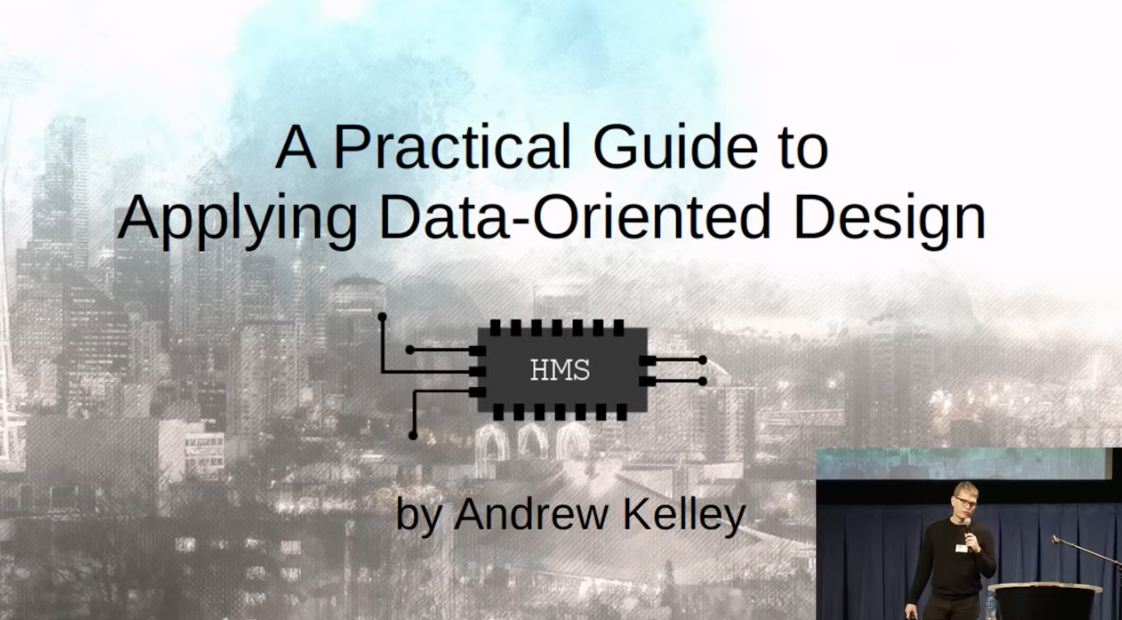 A Practical Guide to
Applying Data-Oriented Design
HMS
by Andrew Kelley